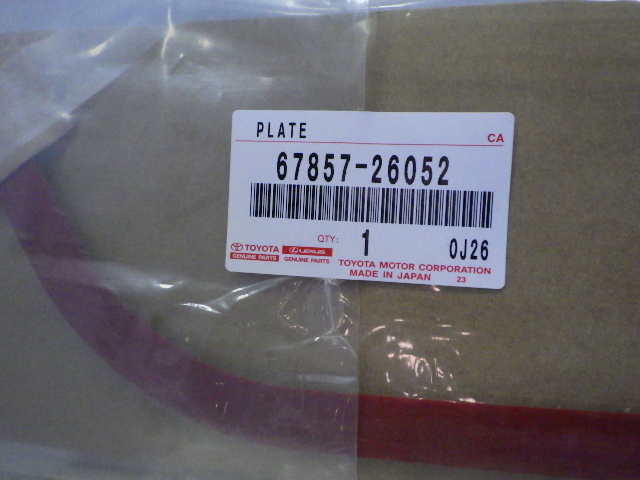 PLATE
CA
67857-26052
QTY: 1 0J26
TOYOTA LEXUS
GENUINE PARTS GENUINE PARTS
TOYOTA MOTOR CORPORATION
MADE IN JAPAN 23